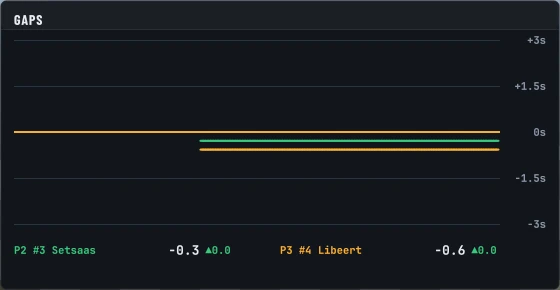 GAPS
+3s
+1.5s
0s
-1.5s
-3s
P2 #3 Setsaas -0.3 ▲0.0 P3 #4 Libeert -0.6 ▲0.0